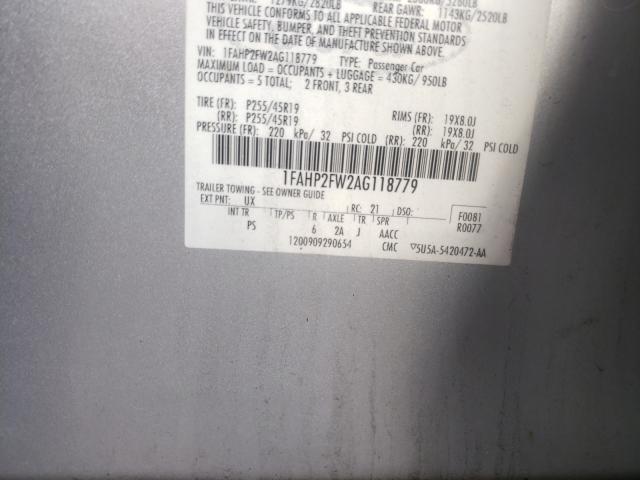 1279KG/2820LB
REAR GAWR: 1143KG/2520LB
THIS VEHICLE CONFORMS TO ALL APPLICABLE FEDERAL MOTOR
VEHICLE SAFETY, BUMPER, AND THEFT PREVENTION STANDARDS
IN EFFECT ON THE DATE OF MANUFACTURE SHOWN ABOVE.
VIN: 1FAHP2FW2AG118779 TYPE: Passenger Car
MAXIMUM LOAD = OCCUPANTS + LUGGAGE = 430KG/ 950LB
OCCUPANTS = 5 TOTAL: 2 FRONT, 3 REAR
TIRE (FR): P255/45R19 RIMS (FR): 19X8.0J
(RR): P255/45R19 (RR): 19X8.0J
PRESSURE (FR): 220 kPa/ 32 PSI COLD (RR): 220 kPa/ 32 PSI COLD
1FAHP2FW2AG118779
TRAILER TOWING - SEE OWNER GUIDE
EXT PNT: UX RC: 21 DSO: F0081
INT TR TP/PS R AXLE TR SPR R0077
PS 6 2A J AACC
1200909290654 CMC ▽5U5A-5420472-AA